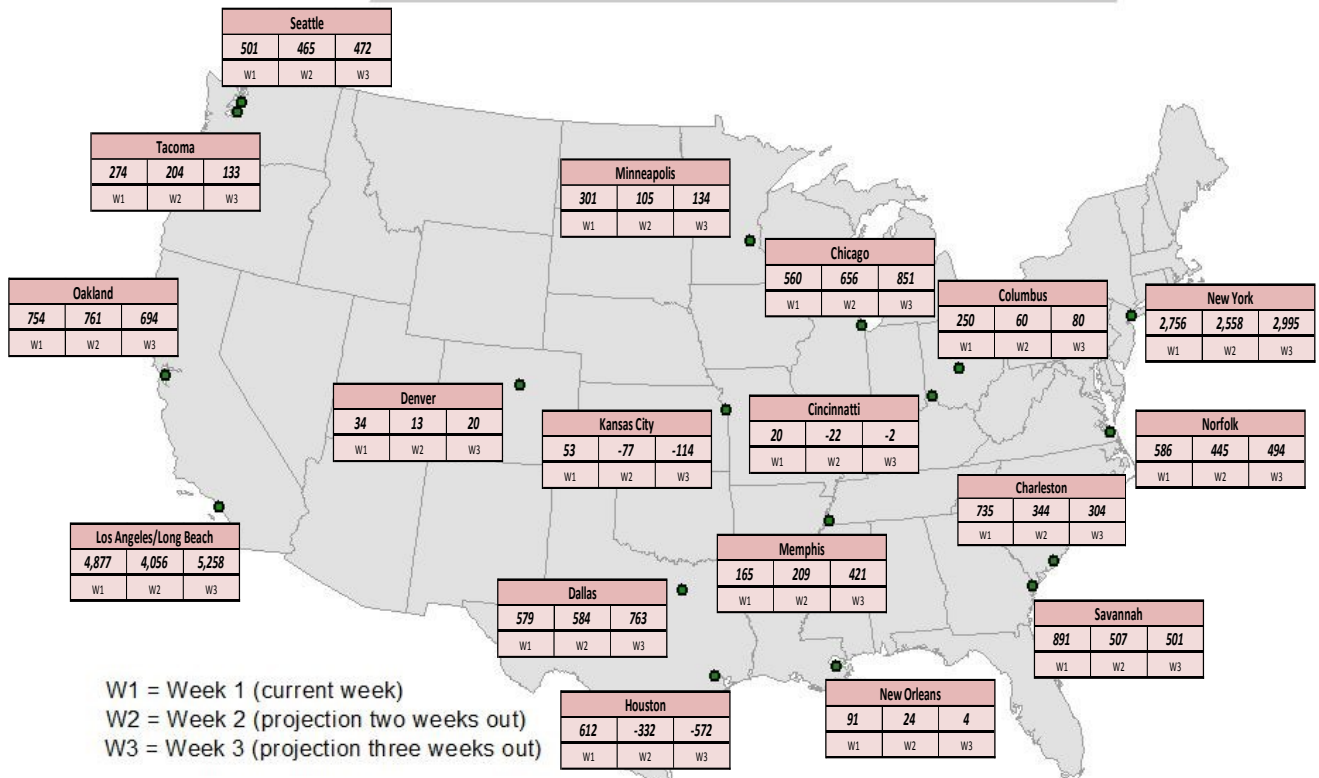 Seattle
501 465 472
W1 W2 W3
Tacoma
274 204 133
W1 W2 W3
Minneapolis
301 105 134
W1 W2 W3
Chicago
560 656 851
W1 W2 W3
Oakland
754 761 694
W1 W2 W3
Columbus
250 60 80
W1 W2 W3
New York
2,756 2,558 2,995
W1 W2 W3
Denver
34 13 20
W1 W2 W3
Kansas City
53 -77 -114
W1 W2 W3
Cincinnatti
20 -22 -2
W1 W2 W3
Norfolk
586 445 494
W1 W2 W3
Charleston
735 344 304
W1 W2 W3
Los Angeles/Long Beach
4,877 4,056 5,258
W1 W2 W3
Memphis
165 209 421
W1 W2 W3
Dallas
579 584 763
W1 W2 W3
Savannah
891 507 501
W1 W2 W3
New Orleans
91 24 4
W1 W2 W3
Houston
612 -332 -572
W1 W2 W3
W1 = Week 1 (current week)
W2 = Week 2 (projection two weeks out)
W3 = Week 3 (projection three weeks out)